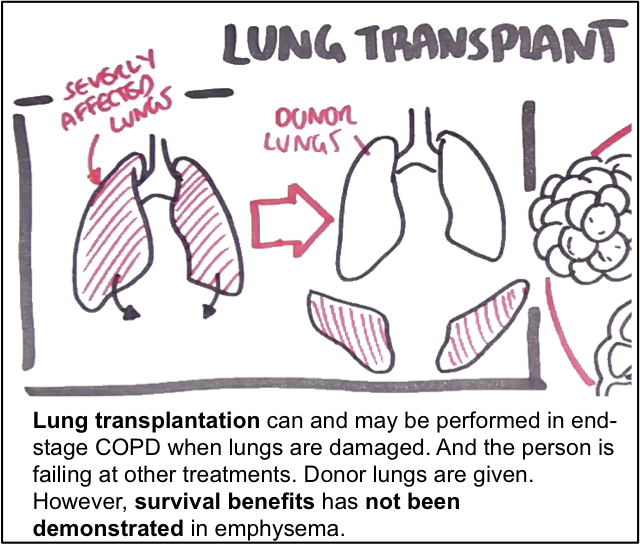 LUNG TRANSPLANT
SEVERLY
AFFECTED
LUNGS
DONOR
LUNGS
Lung transplantation can and may be performed in end-
stage COPD when lungs are damaged. And the person is
failing at other treatments. Donor lungs are given.
However, survival benefits has not been
demonstrated in emphysema.